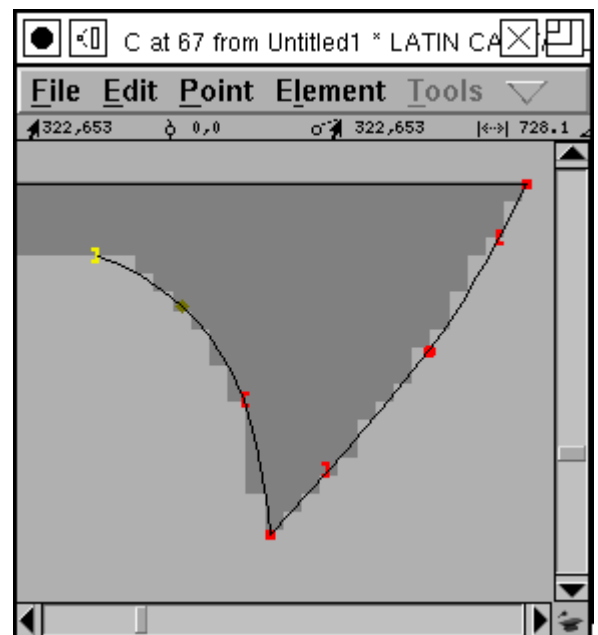 C at 67 from Untitled1 * LATIN CA
File Edit Point Element Tools
322,653 0,0 322,653 728.1